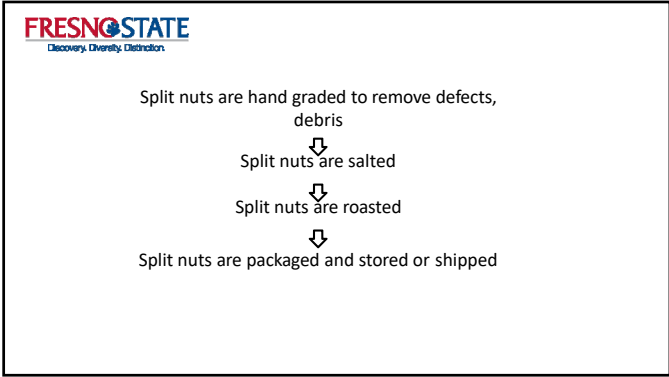 FRESNO STATE
Discovery. Diversity. Distinction.
Split nuts are hand graded to remove defects,
debris
Split nuts are salted
Split nuts are roasted
Split nuts are packaged and stored or shipped